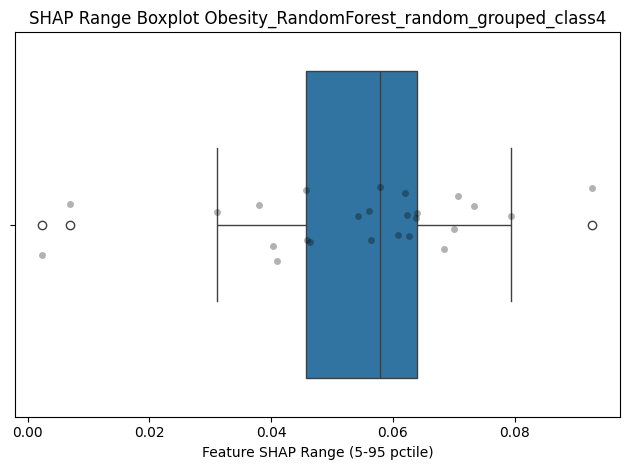 SHAP Range Boxplot Obesity_RandomForest_random_grouped_class4
0.00 0.02 0.04 0.06 0.08
Feature SHAP Range (5-95 pctile)